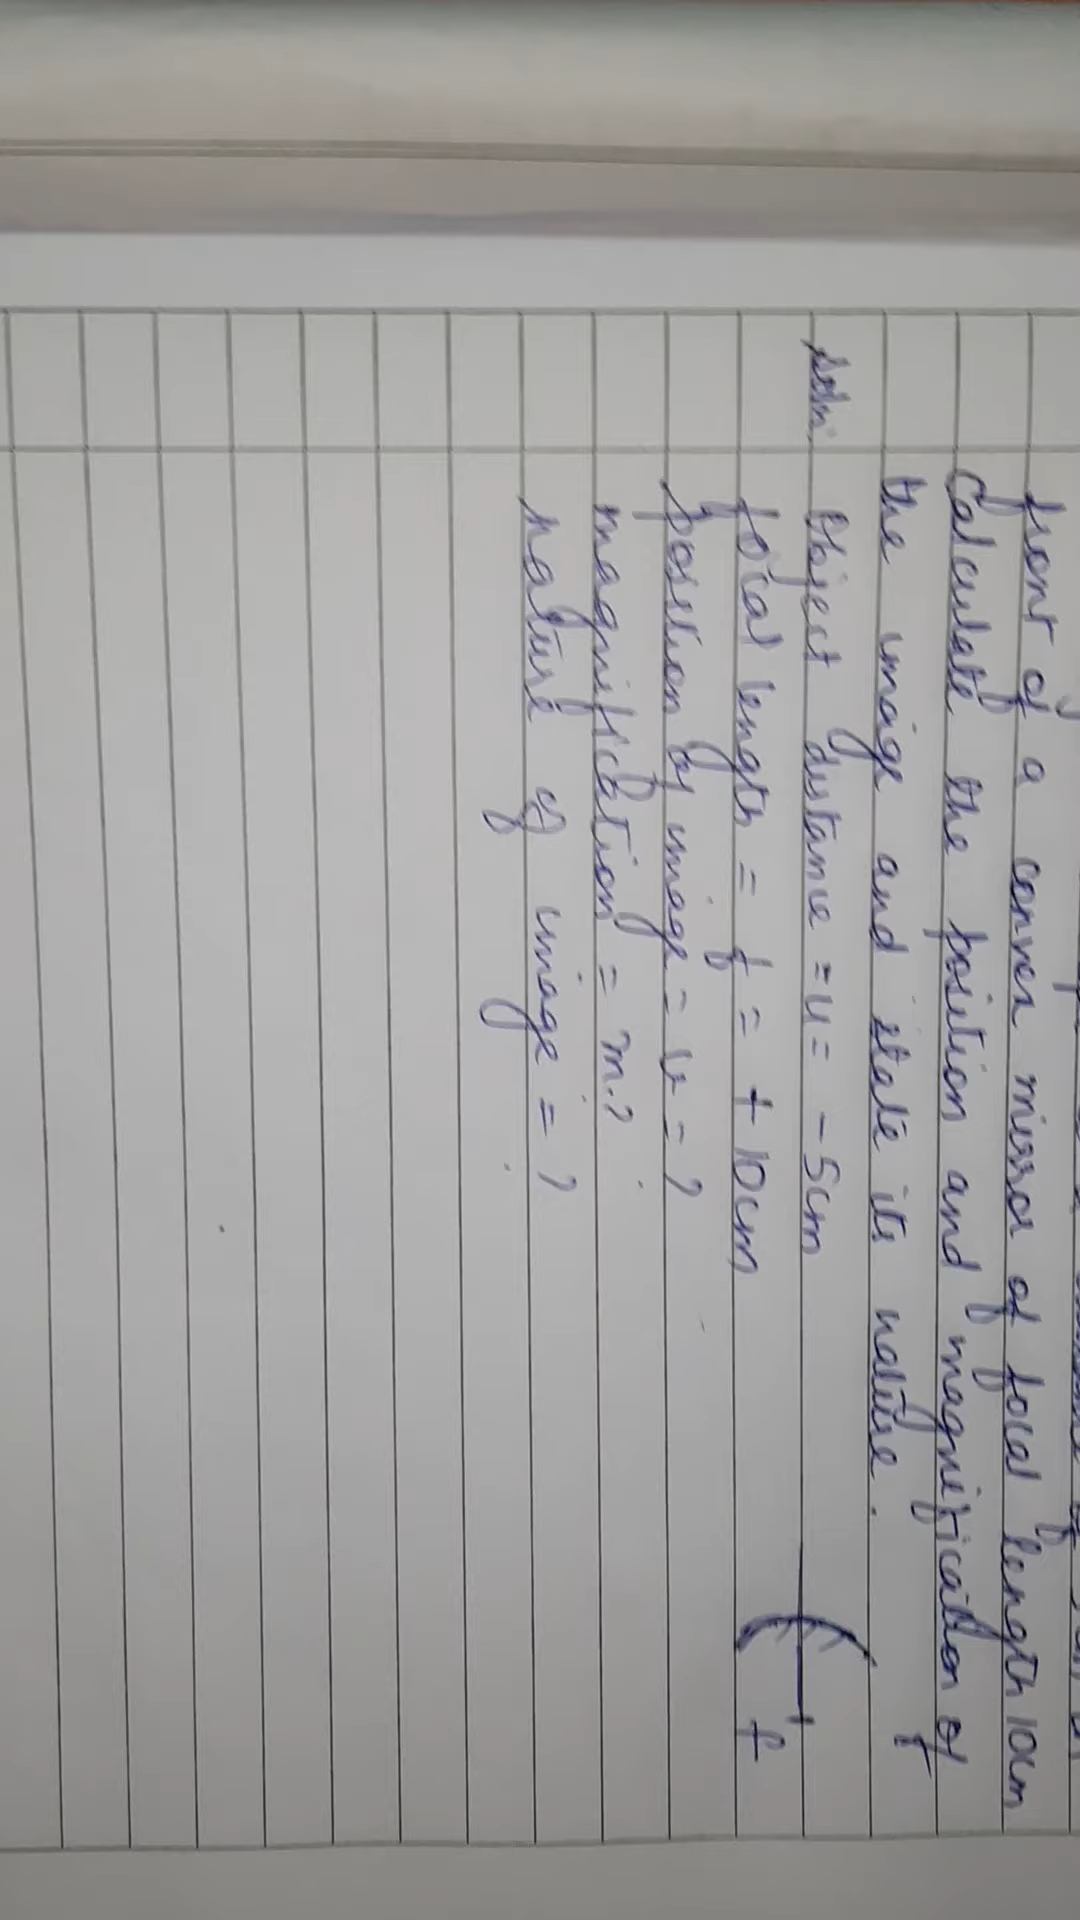 front of a convex mirror of focal length 10cm
Calculate the position and magnification of
the image and state its nature.
Soln. Object distance = u = - 5cm
focal length = f = + 10cm
position of image = v = ?
magnification = m.?
nature of image = ?
f